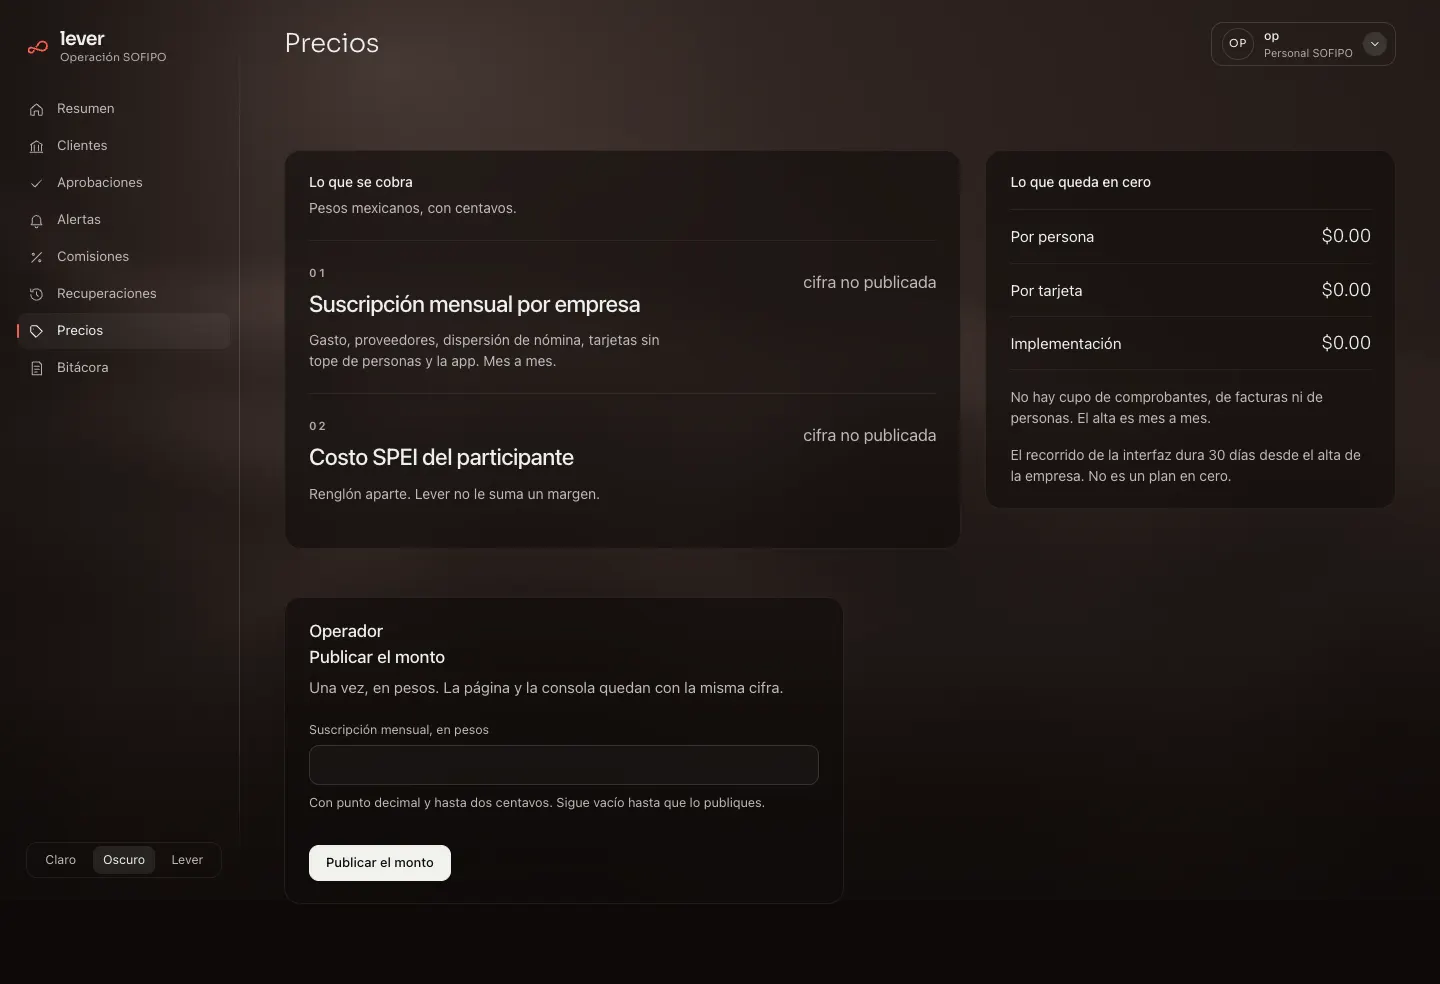 lever
Operación SOFIPO
Resumen
Clientes
Aprobaciones
Alertas
Comisiones
Recuperaciones
Precios
Bitácora
Claro
Oscuro
Lever
Precios
OP
op
Personal SOFIPO
Lo que se cobra
Pesos mexicanos, con centavos.
01
Suscripción mensual por empresa
cifra no publicada
Gasto, proveedores, dispersión de nómina, tarjetas sin
tope de personas y la app. Mes a mes.
02
Costo SPEI del participante
cifra no publicada
Renglón aparte. Lever no le suma un margen.
Lo que queda en cero
Por persona $0.00
Por tarjeta $0.00
Implementación $0.00
No hay cupo de comprobantes, de facturas ni de
personas. El alta es mes a mes.
El recorrido de la interfaz dura 30 días desde el alta de
la empresa. No es un plan en cero.
Operador
Publicar el monto
Una vez, en pesos. La página y la consola quedan con la misma cifra.
Suscripción mensual, en pesos
Con punto decimal y hasta dos centavos. Sigue vacío hasta que lo publiques.
Publicar el monto